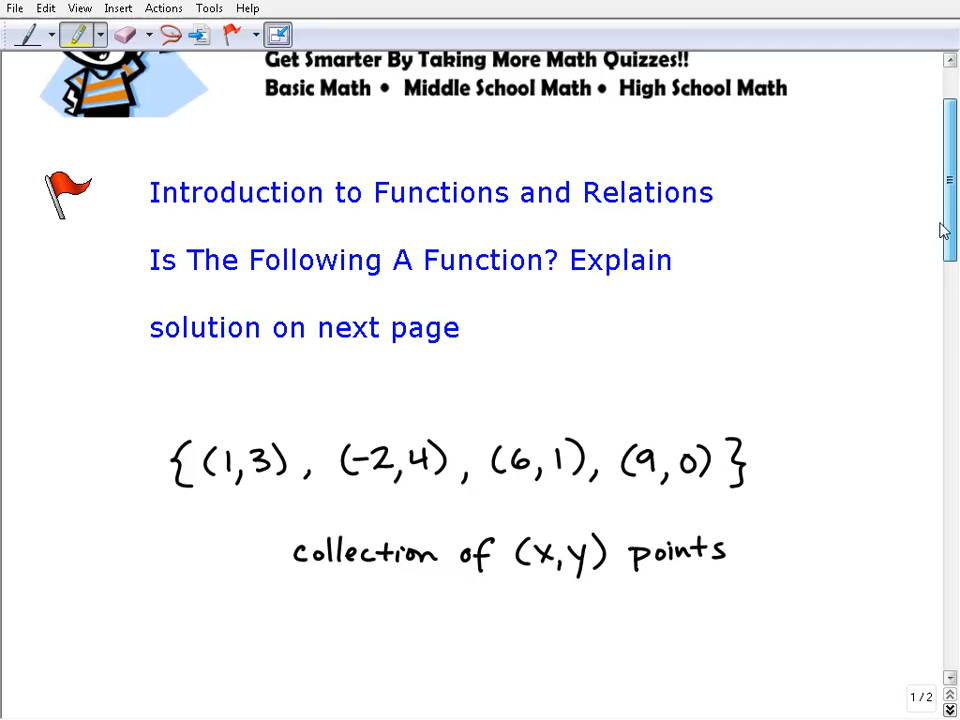 File Edit View Insert Actions Tools Help
Get Smarter By Taking More Math Quizzes!!
Basic Math • Middle School Math • High School Math
Introduction to Functions and Relations
Is The Following A Function? Explain
solution on next page
{(1,3), (-2,4), (6,1), (9,0)}
collection of (x,y) points
1 / 2